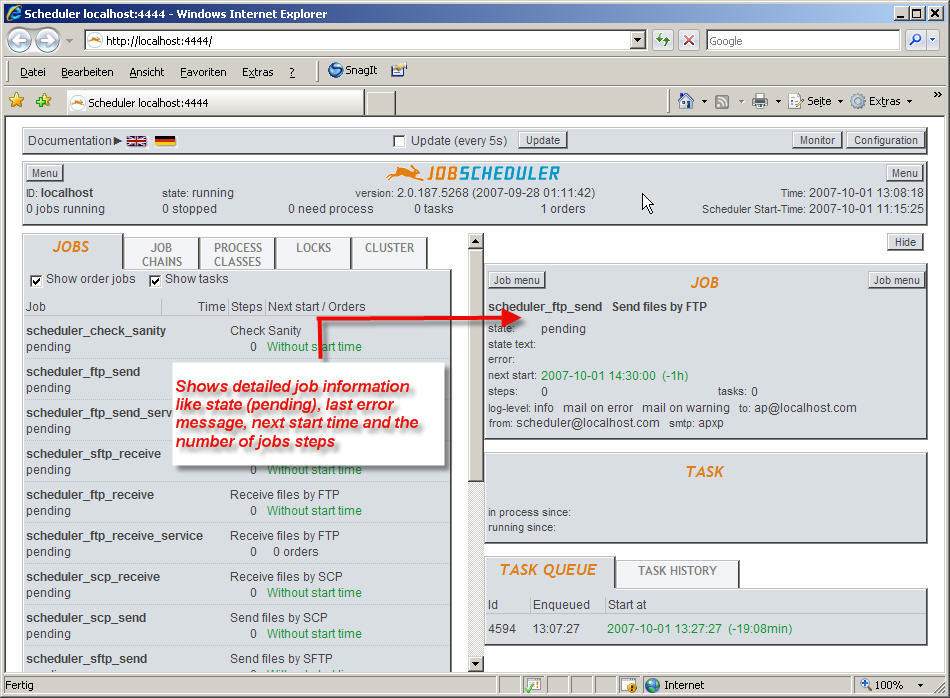 Scheduler localhost:4444 - Windows Internet Explorer
http://localhost:4444/
Google
Datei Bearbeiten Ansicht Favoriten Extras ? SnagIt
Scheduler localhost:4444
Seite Extras »
Documentation Update (every 5s) Update Monitor Configuration
Menu JOBSCHEDULER Menu
ID: localhost state: running version: 2.0.187.5268 (2007-09-28 01:11:42) Time: 2007-10-01 13:08:18
0 jobs running 0 stopped 0 need process 0 tasks 1 orders Scheduler Start-Time: 2007-10-01 11:15:25
JOBS
JOB CHAINS
PROCESS CLASSES
LOCKS
CLUSTER
Show order jobs Show tasks
Job Time Steps Next start / Orders
scheduler_check_sanity Check Sanity
pending 0 Without start time
scheduler_ftp_send
pending
scheduler_ftp_send_serv
pending
scheduler_sftp_receive
pending 0 Without start time
scheduler_ftp_receive Receive files by FTP
pending 0 Without start time
scheduler_ftp_receive_service Receive files by FTP
pending 0 0 orders
scheduler_scp_receive Receive files by SCP
pending 0 Without start time
scheduler_scp_send Send files by SCP
pending 0 Without start time
scheduler_sftp_send Send files by SFTP
Shows detailed job information
like state (pending), last error
message, next start time and the
number of jobs steps
Hide
Job menu JOB Job menu
scheduler_ftp_send Send files by FTP
state: pending
state text:
error:
next start: 2007-10-01 14:30:00 (-1h)
steps: 0 tasks: 0
log-level: info mail on error mail on warning to: ap@localhost.com
from: scheduler@localhost.com smtp: apxp
TASK
in process since:
running since:
TASK QUEUE TASK HISTORY
Id Enqueued Start at
4594 13:07:27 2007-10-01 13:27:27 (-19:08min)
Fertig Internet 100%